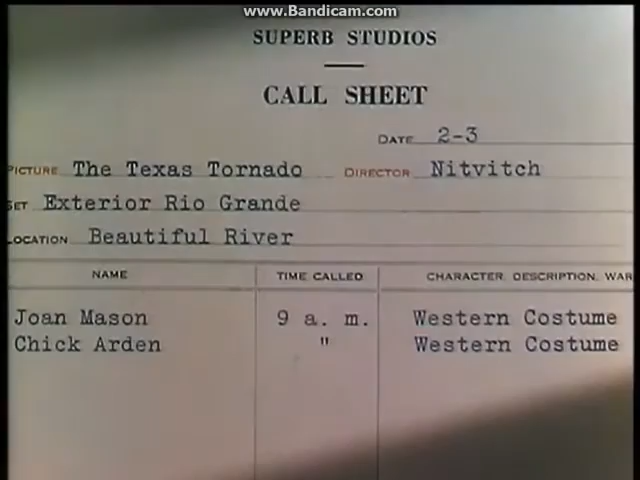 www.Bandicam.com
SUPERB STUDIOS
CALL SHEET
DATE 2-3
PICTURE The Texas Tornado DIRECTOR Nitvitch
SET Exterior Rio Grande
LOCATION Beautiful River
NAME TIME CALLED CHARACTER, DESCRIPTION, WAR
Joan Mason 9 a. m. Western Costume
Chick Arden " Western Costume